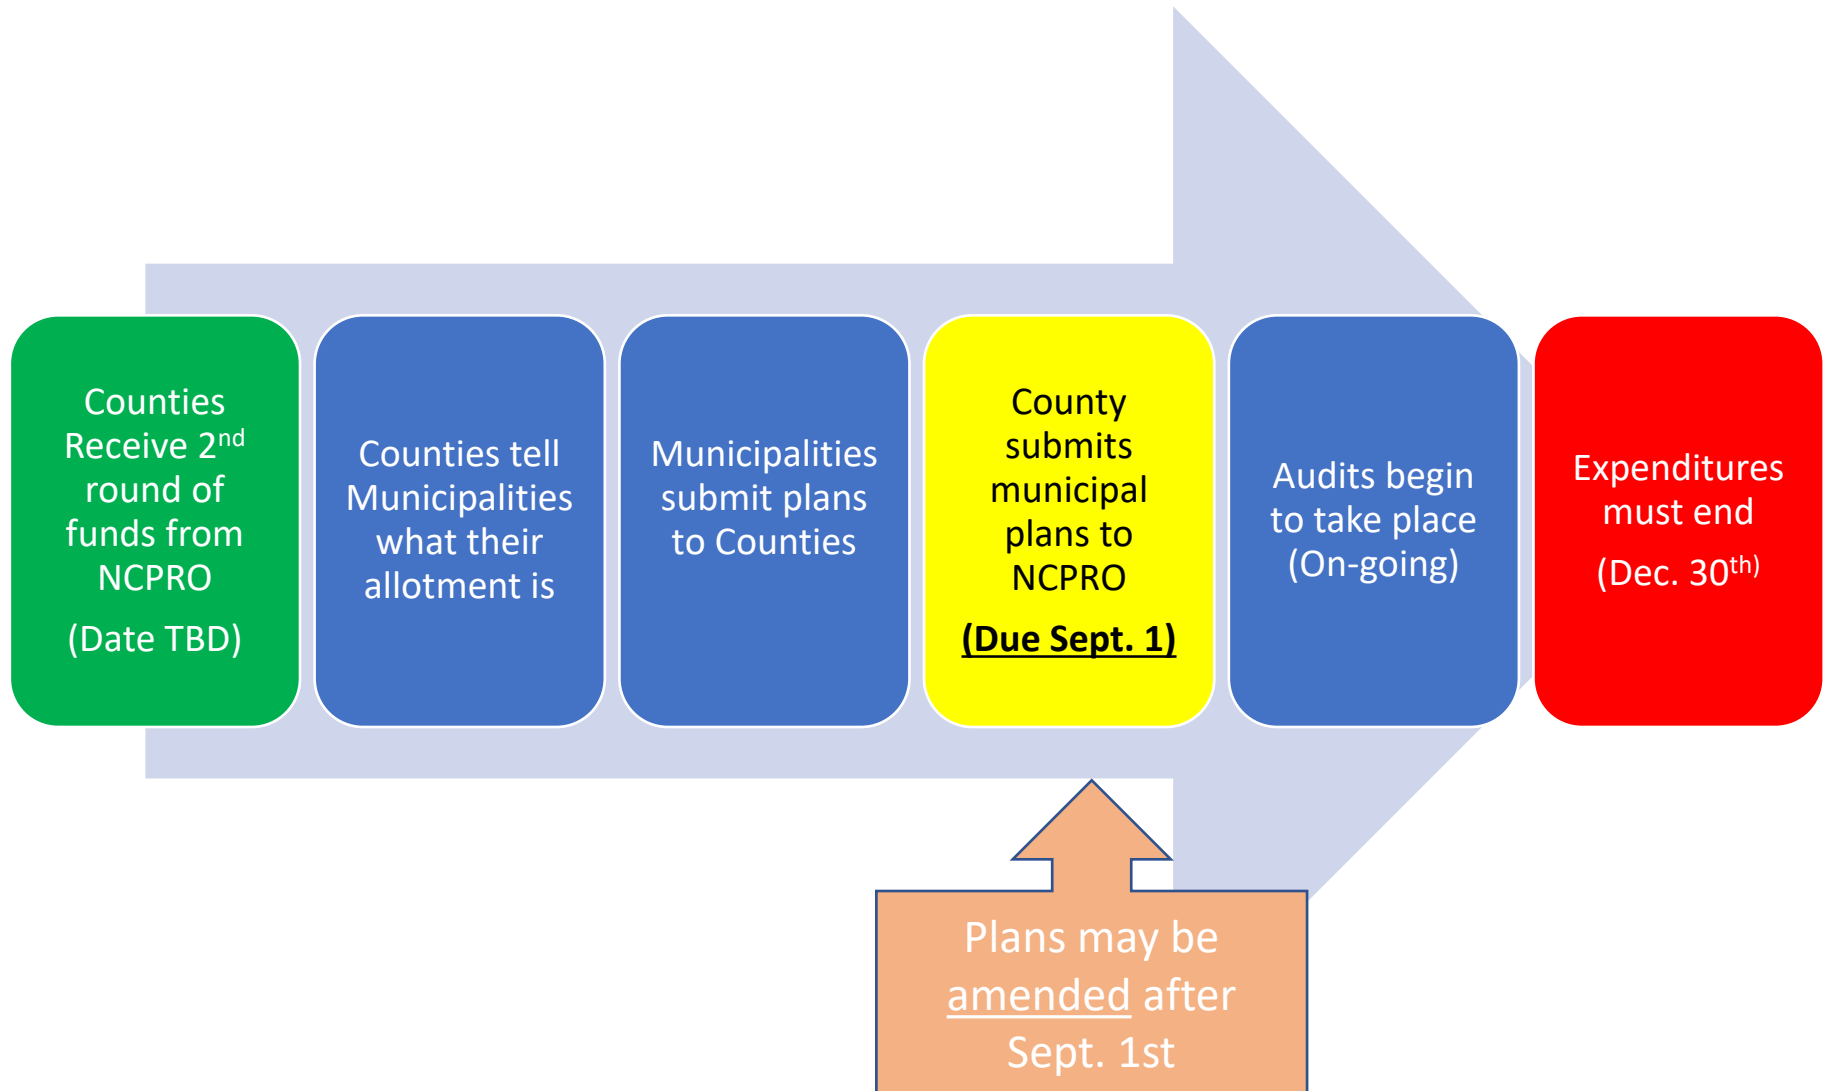 Counties
Receive 2nd
round of
funds from
NCPRO
(Date TBD)
Counties tell
Municipalities
what their
allotment is
Municipalities
submit plans
to Counties
County
submits
municipal
plans to
NCPRO
(Due Sept. 1)
Audits begin
to take place
(On-going)
Expenditures
must end
(Dec. 30th)
Plans may be
amended after
Sept. 1st